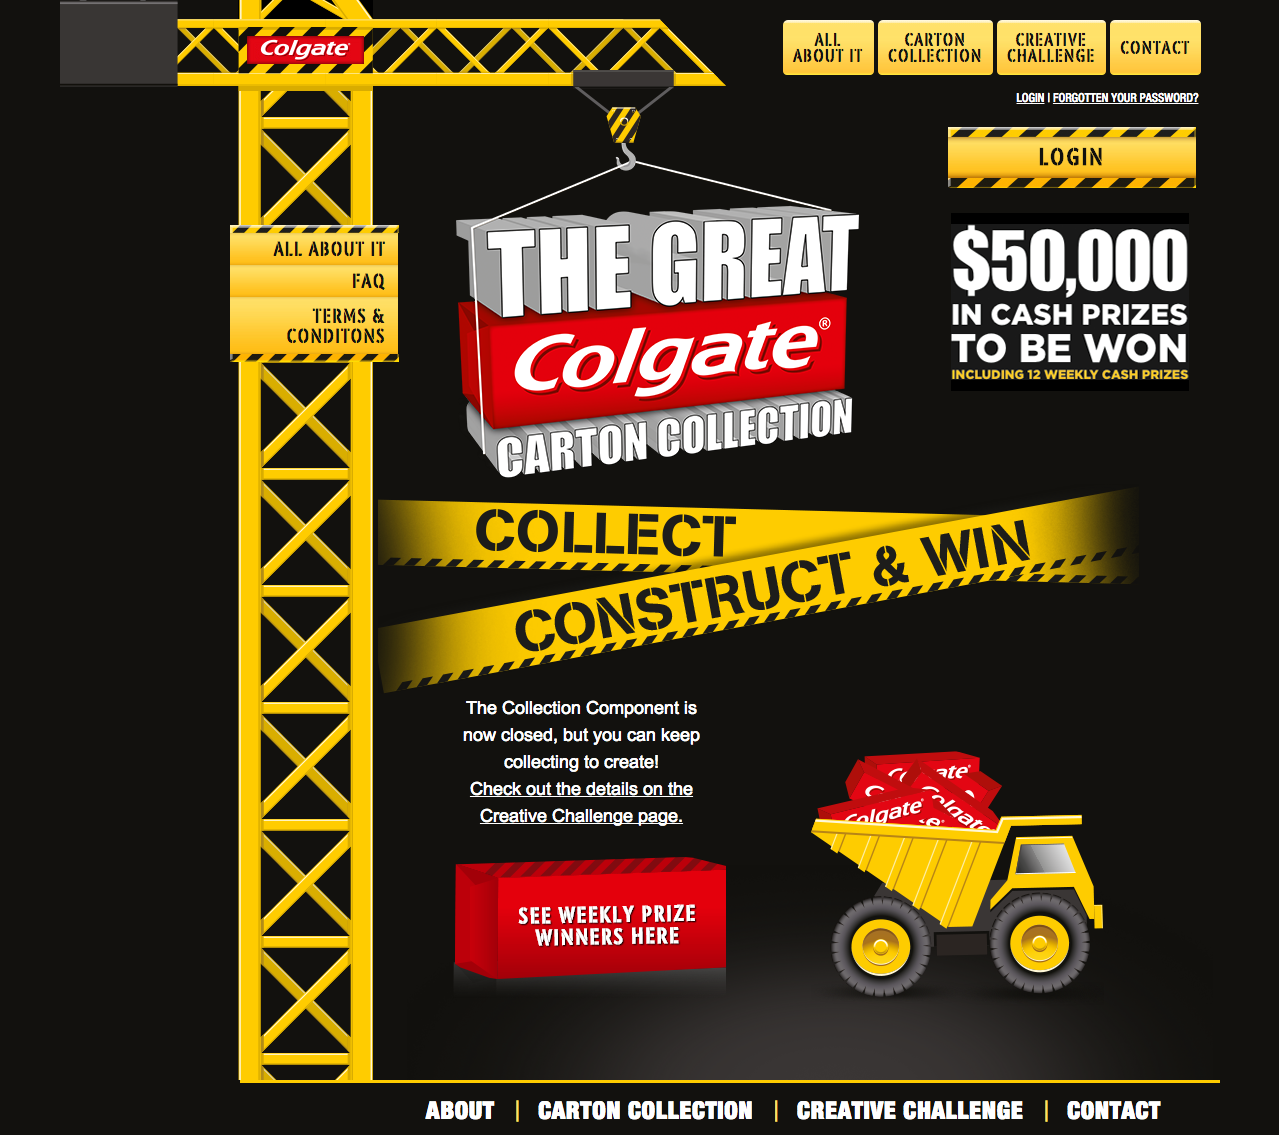 Colgate
ALL
ABOUT IT
CARTON
COLLECTION
CREATIVE
CHALLENGE
CONTACT
LOGIN | FORGOTTEN YOUR PASSWORD?
LOGIN
ALL ABOUT IT
FAQ
TERMS &
CONDITONS
THE GREAT
Colgate®
CARTON COLLECTION
$50,000
IN CASH PRIZES
TO BE WON
INCLUDING 12 WEEKLY CASH PRIZES
COLLECT
CONSTRUCT & WIN
The Collection Component is
now closed, but you can keep
collecting to create!
Check out the details on the
Creative Challenge page.
SEE WEEKLY PRIZE
WINNERS HERE
Colgate
Colgate
ABOUT | CARTON COLLECTION | CREATIVE CHALLENGE | CONTACT